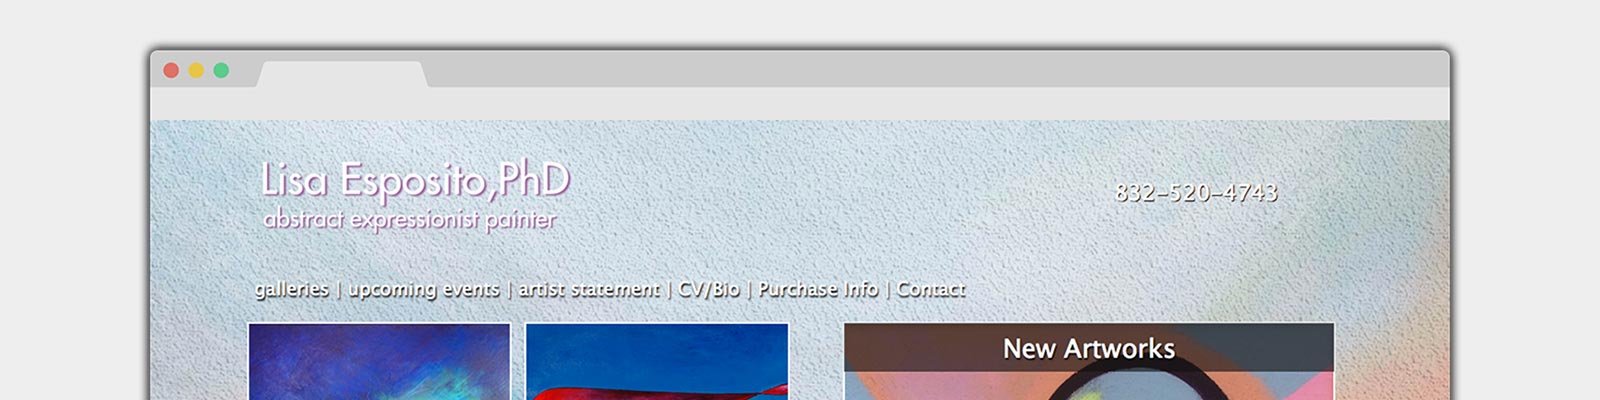 Lisa Esposito,PhD
abstract expressionist painter
832-520-4743
galleries | upcoming events | artist statement | CV/Bio | Purchase Info | Contact
New Artworks